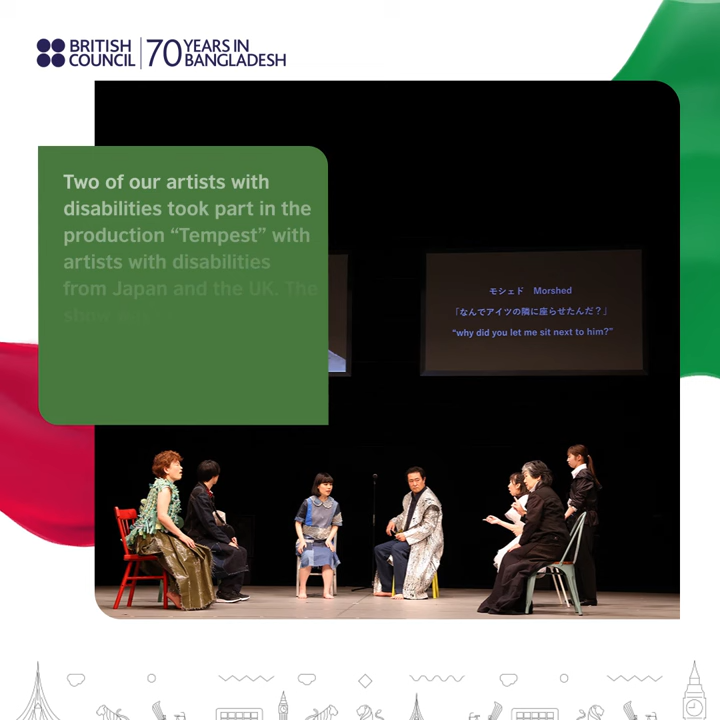 BRITISH
COUNCIL
70 YEARS IN
BANGLADESH
Two of our artists with
disabilities took part in the
production “Tempest” with
artists with disabilities
from Japan and the UK. The
show
モシェド Morshed
「なんでアイツの隣に座らせたんだ？」
“why did you let me sit next to him?”